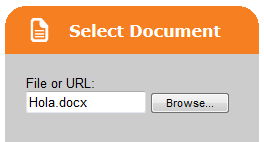 Select Document
File or URL:
Hola.docx
Browse...